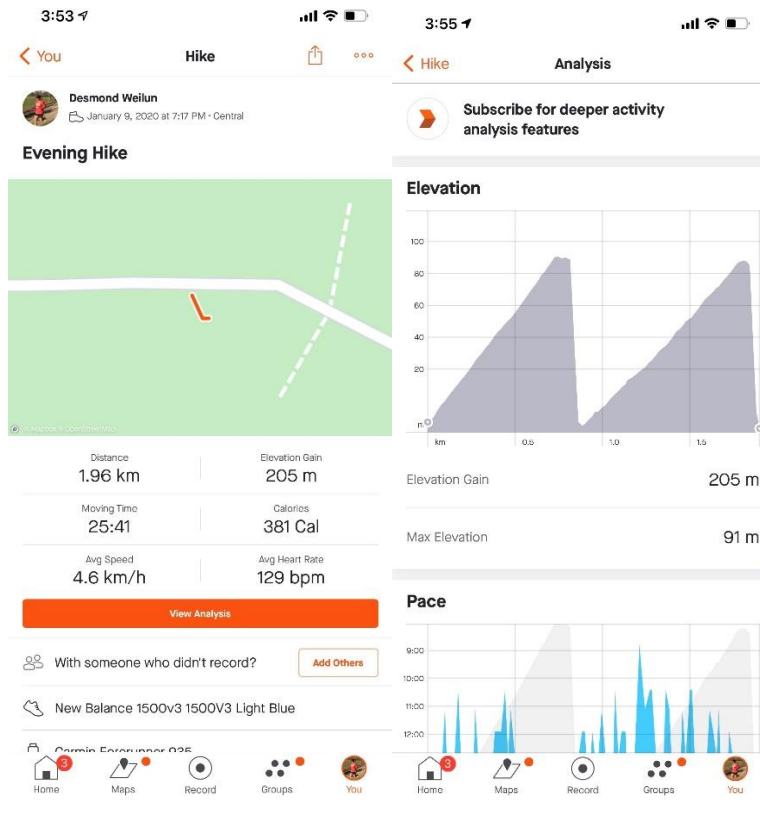 3:53
You
Hike
Desmond Weilun
January 9, 2020 at 7:17 PM · Central
Evening Hike
© Mapbox © OpenStreetMap
Distance
1.96 km
Elevation Gain
205 m
Moving Time
25:41
Calories
381 Cal
Avg Speed
4.6 km/h
Avg Heart Rate
129 bpm
View Analysis
With someone who didn't record?
Add Others
New Balance 1500v3 1500V3 Light Blue
Garmin Forerunner 935
3
Home
Maps
Record
Groups
You
3:55
Hike
Analysis
Subscribe for deeper activity
analysis features
Elevation
100
80
60
40
20
m
km
0.5
1.0
1.5
Elevation Gain
205 m
Max Elevation
91 m
Pace
9:00
10:00
11:00
12:00
3
Home
Maps
Record
Groups
You